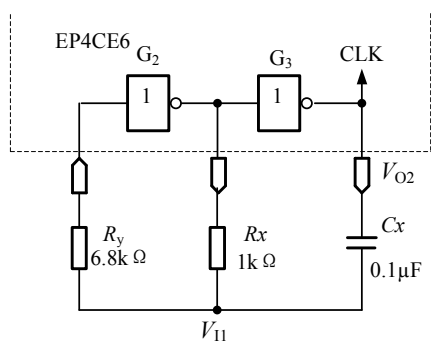 EP4CE6
G2
G3
CLK
1
1
VO2
Ry
6.8k Ω
Rx
1k Ω
Cx
0.1μF
VI1